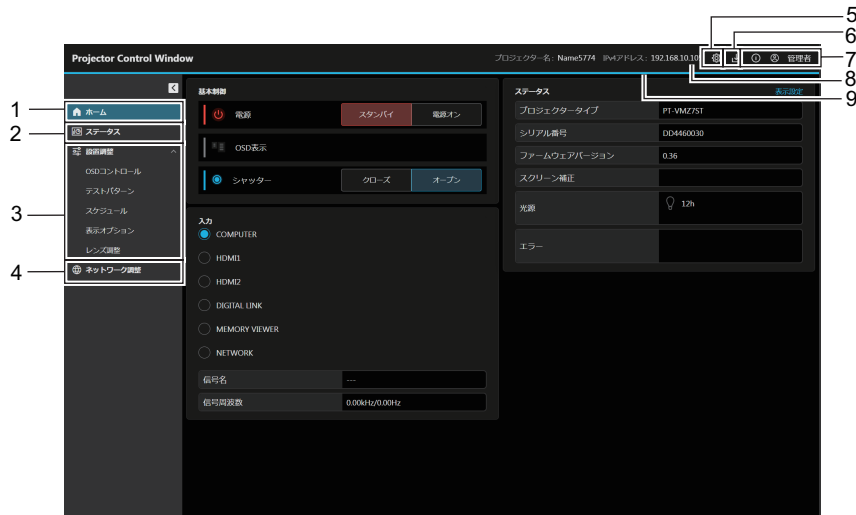 5
6
Projector Control Window
プロジェクター名: Name5774 IPv4アドレス: 192.168.10.10
管理者
7
8
9
1
ホーム
2
ステータス
3
設置調整
OSDコントロール
テストパターン
スケジュール
表示オプション
レンズ調整
4
ネットワーク調整
基本制御
電源 スタンバイ 電源オン
OSD表示
シャッター クローズ オープン
入力
COMPUTER
HDMI1
HDMI2
DIGITAL LINK
MEMORY VIEWER
NETWORK
信号名 ---
信号周波数 0.00kHz/0.00Hz
ステータス 表示設定
プロジェクタータイプ PT-VMZ7ST
シリアル番号 DD4460030
ファームウェアバージョン 0.36
スクリーン補正
光源 12h
エラー